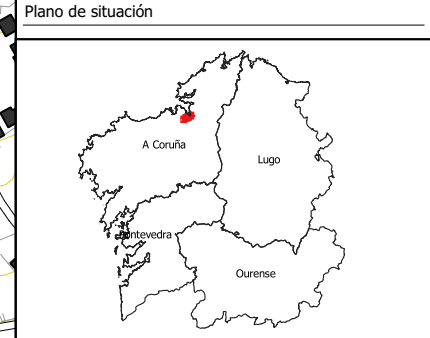 Plano de situación
A Coruña
Lugo
Pontevedra
Ourense